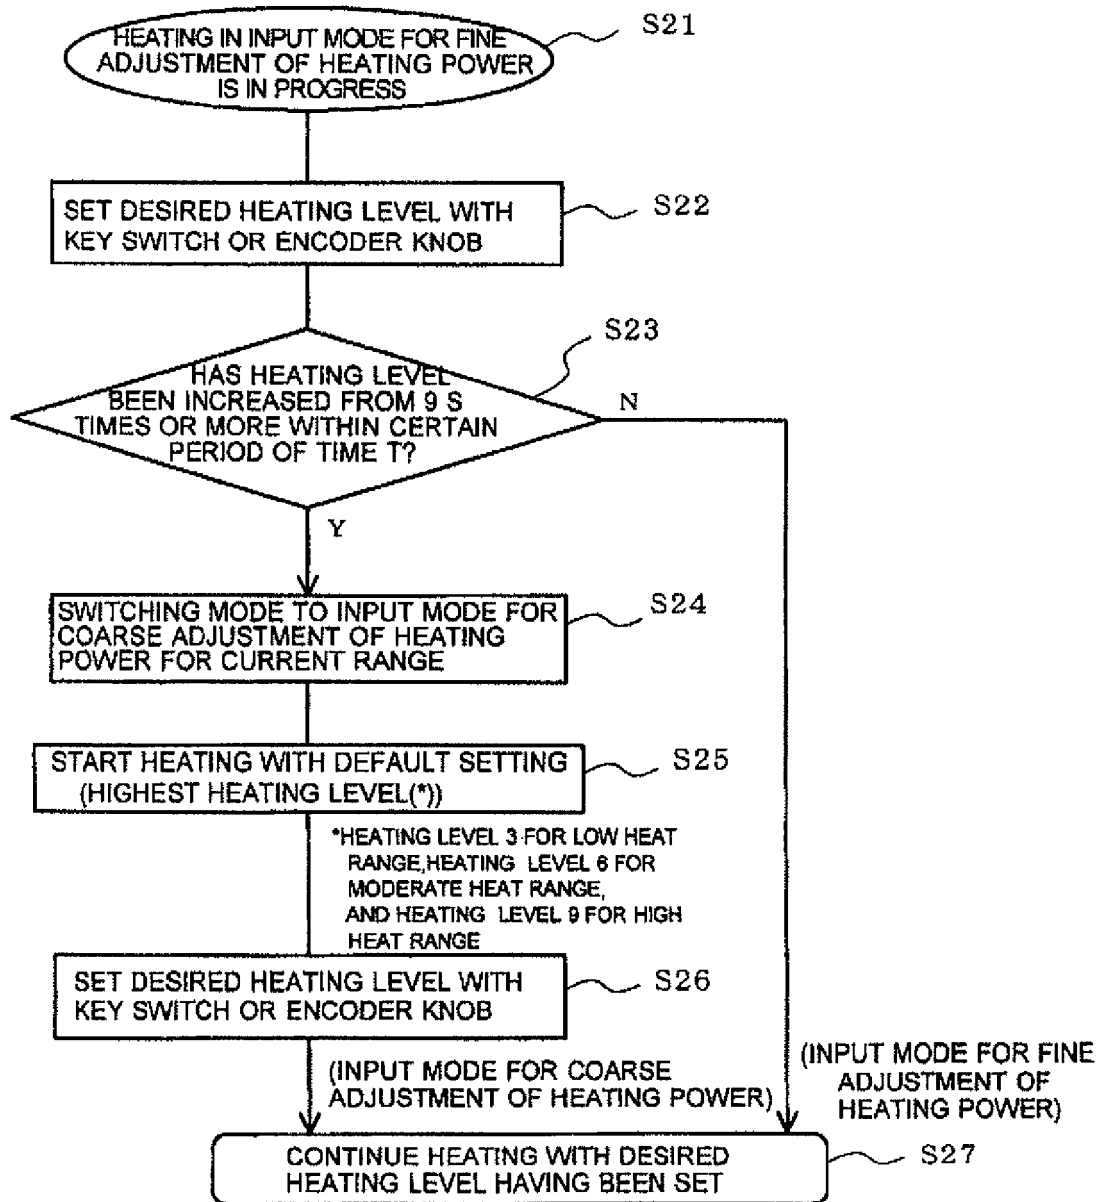 HEATING IN INPUT MODE FOR FINE
ADJUSTMENT OF HEATING POWER
IS IN PROGRESS
S21
SET DESIRED HEATING LEVEL WITH
KEY SWITCH OR ENCODER KNOB
S22
S23
HAS HEATING LEVEL
BEEN INCREASED FROM 9 S
TIMES OR MORE WITHIN CERTAIN
PERIOD OF TIME T?
N
Y
SWITCHING MODE TO INPUT MODE FOR
COARSE ADJUSTMENT OF HEATING
POWER FOR CURRENT RANGE
S24
START HEATING WITH DEFAULT SETTING
(HIGHEST HEATING LEVEL(*))
S25
*HEATING LEVEL 3 FOR LOW HEAT
RANGE,HEATING LEVEL 6 FOR
MODERATE HEAT RANGE,
AND HEATING LEVEL 9 FOR HIGH
HEAT RANGE
SET DESIRED HEATING LEVEL WITH
KEY SWITCH OR ENCODER KNOB
S26
(INPUT MODE FOR COARSE
ADJUSTMENT OF HEATING POWER)
(INPUT MODE FOR FINE
ADJUSTMENT OF
HEATING POWER)
CONTINUE HEATING WITH DESIRED
HEATING LEVEL HAVING BEEN SET
S27